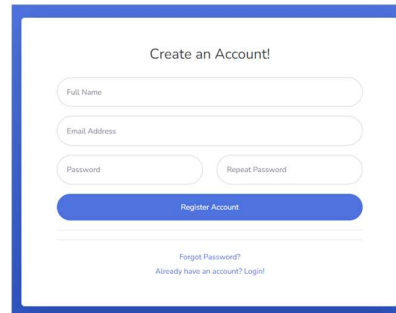 Create an Account!
Full Name
Email Address
Password Repeat Password
Register Account
Forgot Password?
Already have an account? Login!